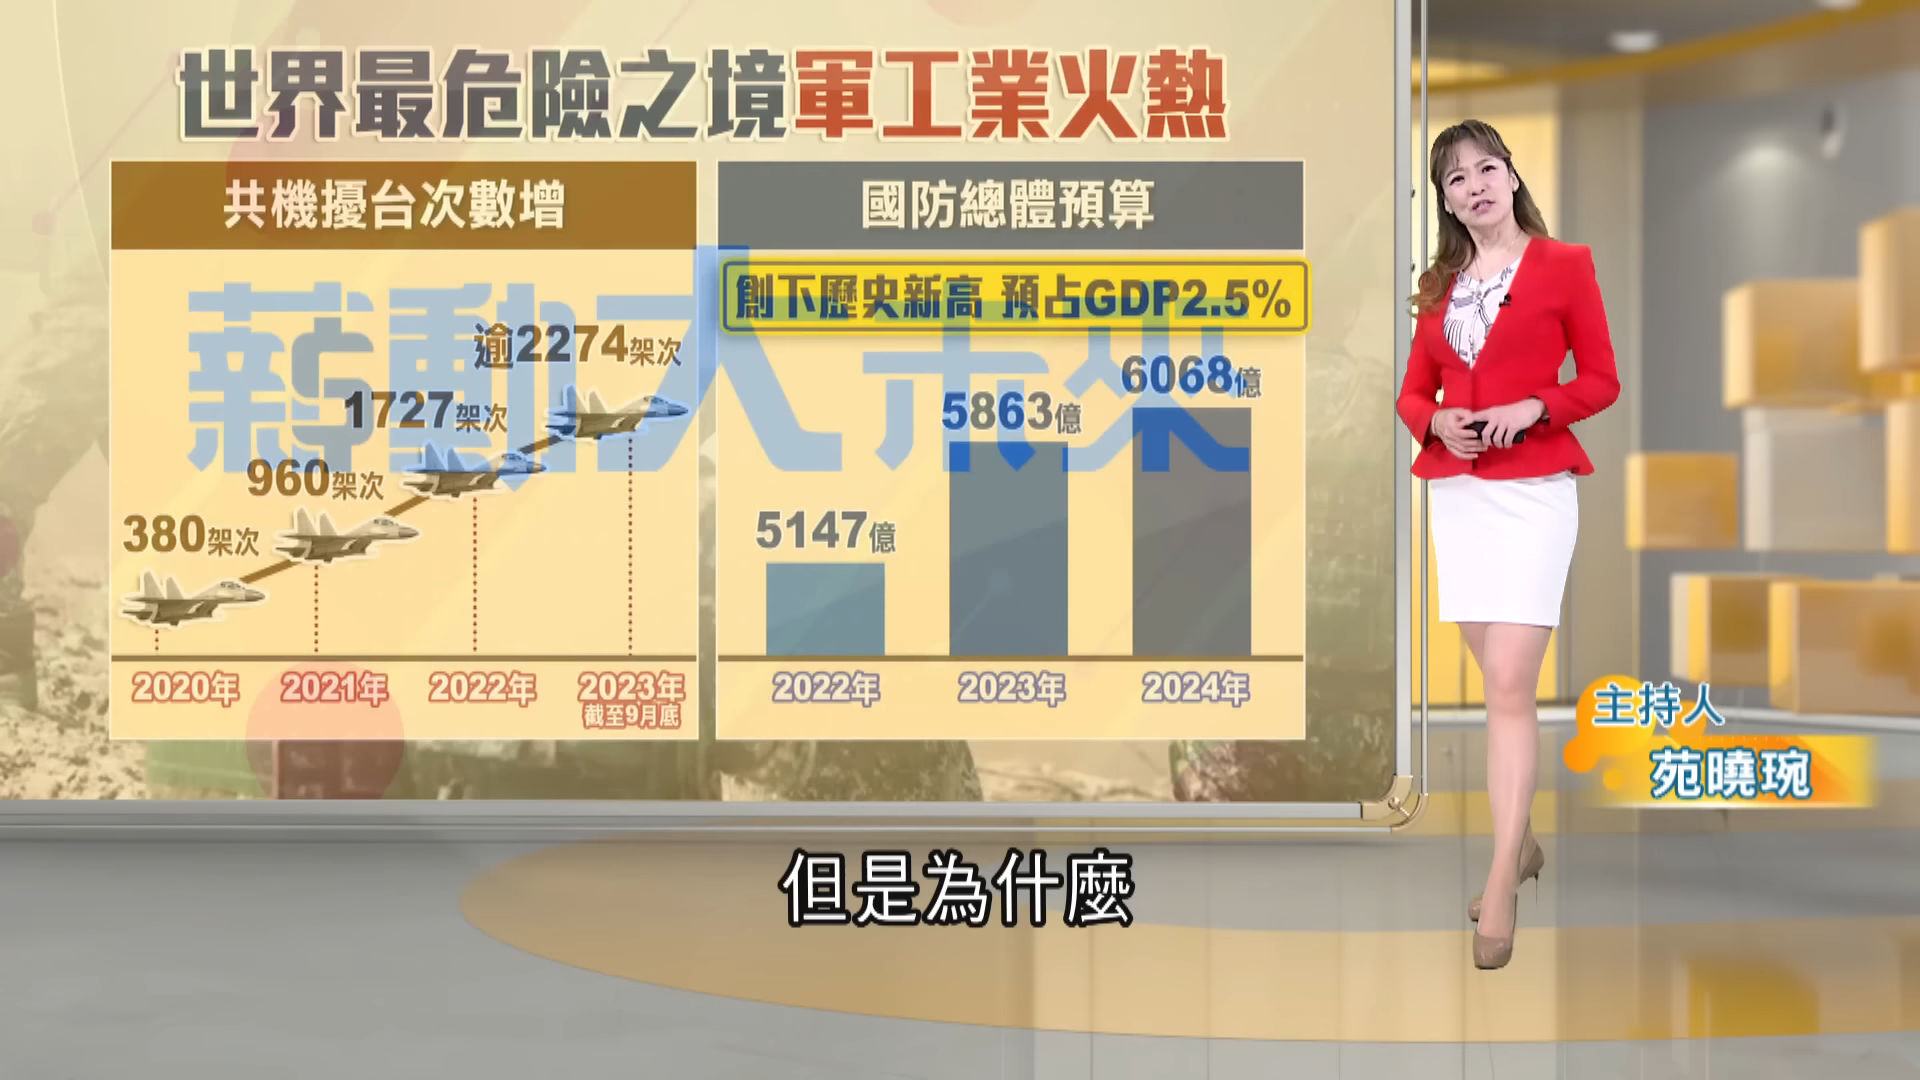 世界最危險之境軍工業火熱
共機擾台次數增
國防總體預算
創下歷史新高 預占GDP2.5%
薪動人未來
逾2274架次
1727架次
960架次
380架次
6068億
5863億
5147億
2020年
2021年
2022年
2023年
截至9月底
2022年
2023年
2024年
主持人
苑曉琬
但是為什麼